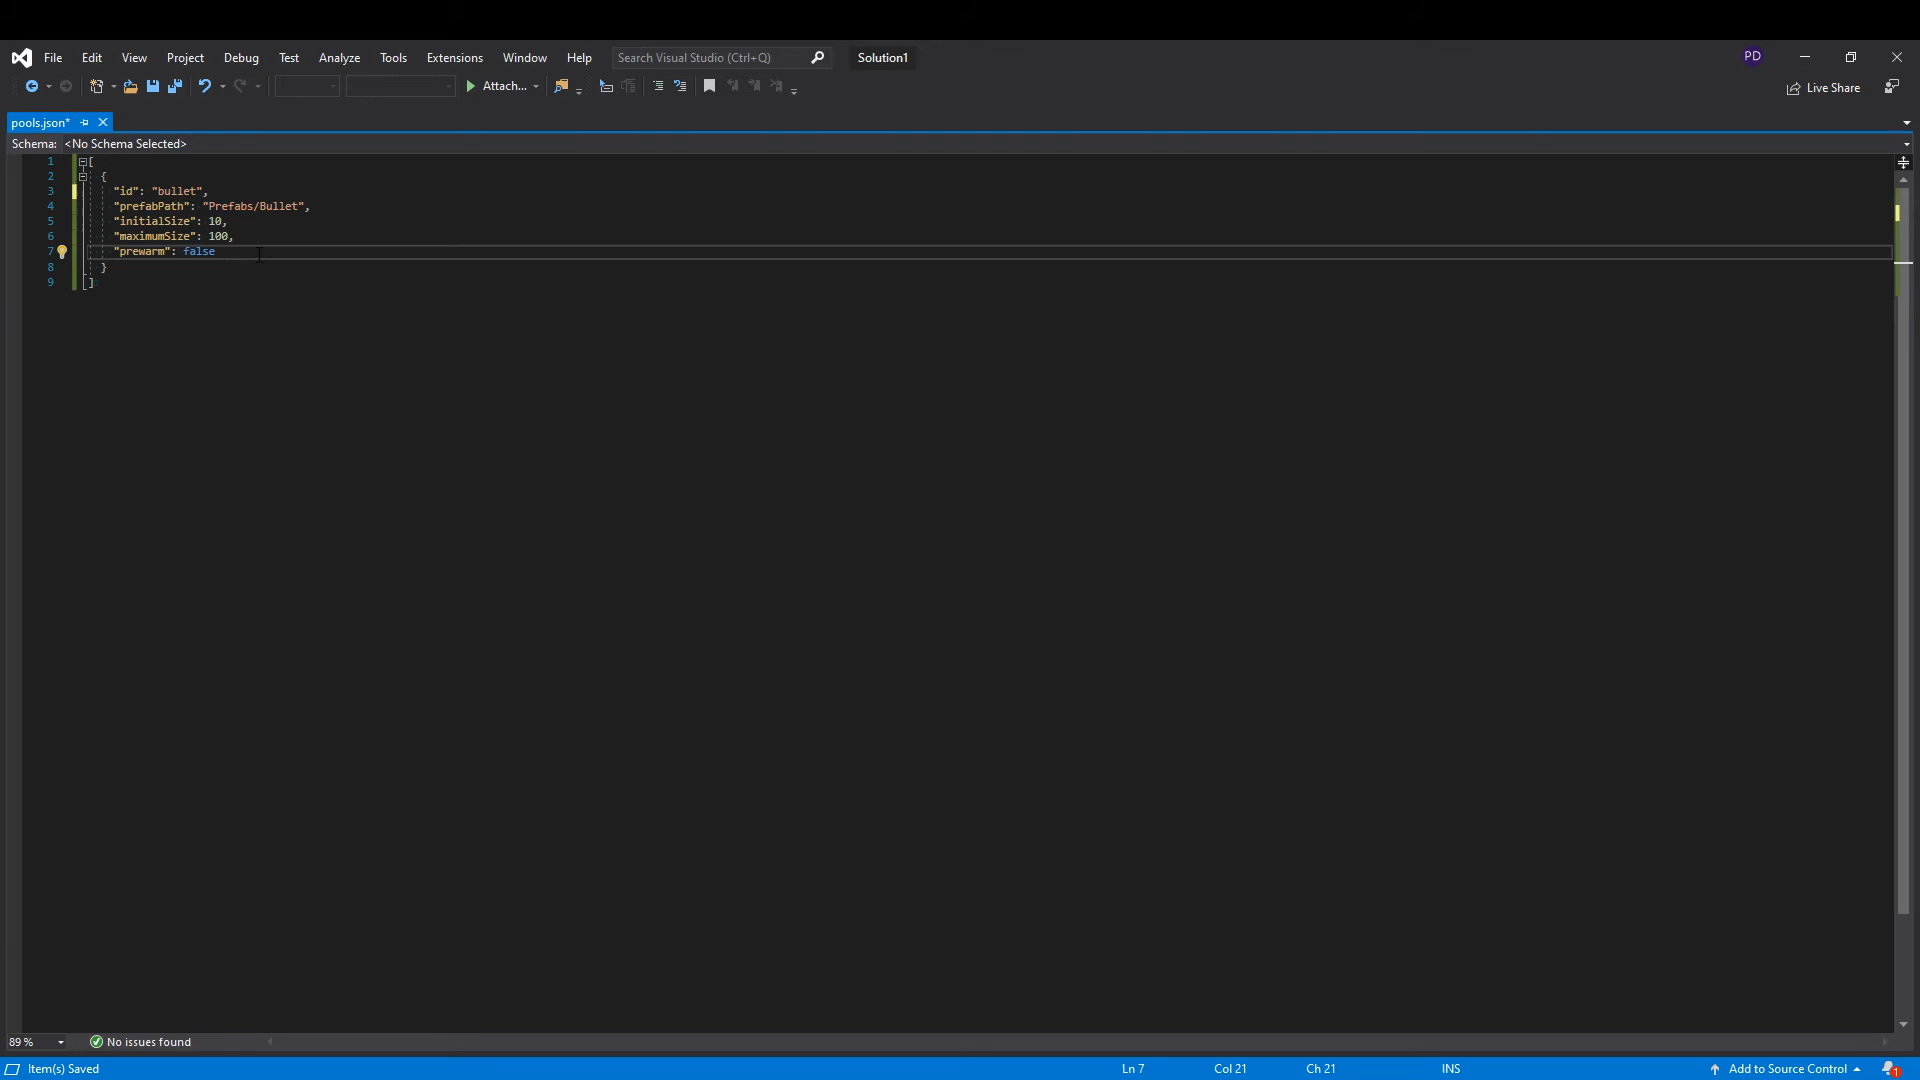 File Edit View Project Debug Test Analyze Tools Extensions Window Help Search Visual Studio (Ctrl+Q) Solution1 PD
Attach... Live Share
pools.json*
Schema: <No Schema Selected>
1 [
2 {
3 "id": "bullet",
4 "prefabPath": "Prefabs/Bullet",
5 "initialSize": 10,
6 "maximumSize": 100,
7 "prewarm": false
8 }
9 ]
89 % No issues found
Item(s) Saved Ln 7 Col 21 Ch 21 INS Add to Source Control 1